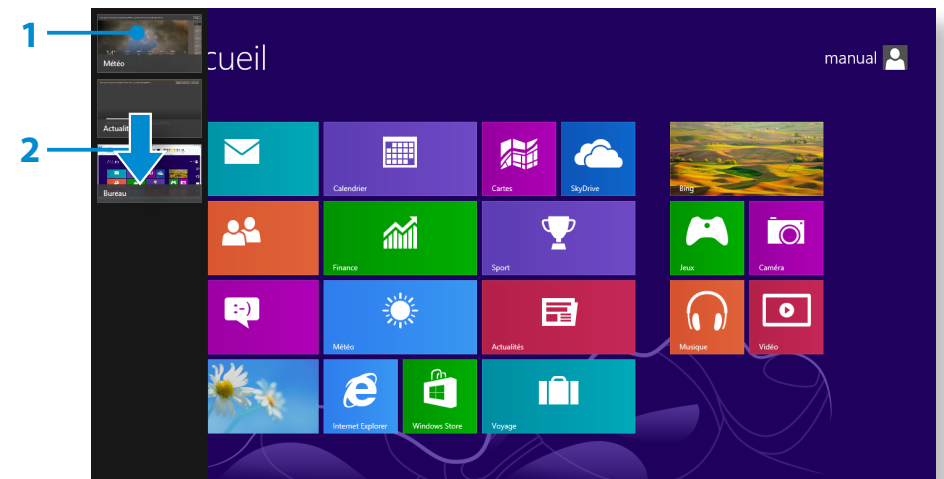 1
Météo
cueil
manual
Actualit
2
Bureau
Calendrier
Cartes
SkyDrive
Bing
Finance
Sport
Jeux
Caméra
:-)
Météo
Actualités
Musique
Vidéo
Internet Explorer
Windows Store
Voyage